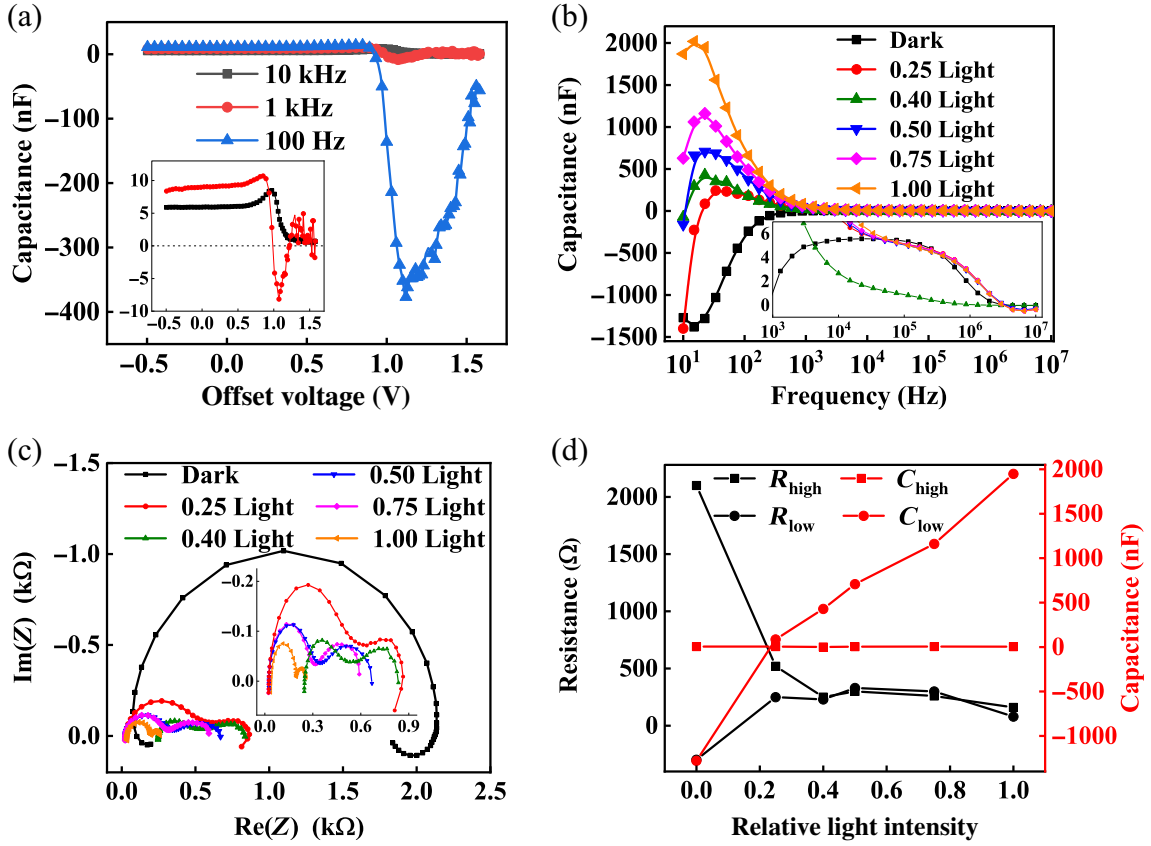 (a)
0
−100
−200
−300
−400
Capacitance (nF)
10 kHz
1 kHz
100 Hz
10
5
0
−5
−10
−0.5 0.0 0.5 1.0 1.5
−0.5 0.0 0.5 1.0 1.5
Offset voltage (V)
(b)
2000
1500
1000
500
0
−500
−1000
−1500
Capacitance (nF)
Dark
0.25 Light
0.40 Light
0.50 Light
0.75 Light
1.00 Light
6
4
2
0
10³ 10⁴ 10⁵ 10⁶ 10⁷
10¹ 10² 10³ 10⁴ 10⁵ 10⁶ 10⁷
Frequency (Hz)
(c)
−1.5
−1.0
−0.5
0.0
Im(Z) (kΩ)
Dark
0.25 Light
0.40 Light
0.50 Light
0.75 Light
1.00 Light
−0.2
−0.1
0.0
0.0 0.3 0.6 0.9
0.0 0.5 1.0 1.5 2.0 2.5
Re(Z) (kΩ)
(d)
2000
1500
1000
500
0
Resistance (Ω)
R_high
R_low
C_high
C_low
2000
1500
1000
500
0
−500
−1000
Capacitance (nF)
0.0 0.2 0.4 0.6 0.8 1.0
Relative light intensity